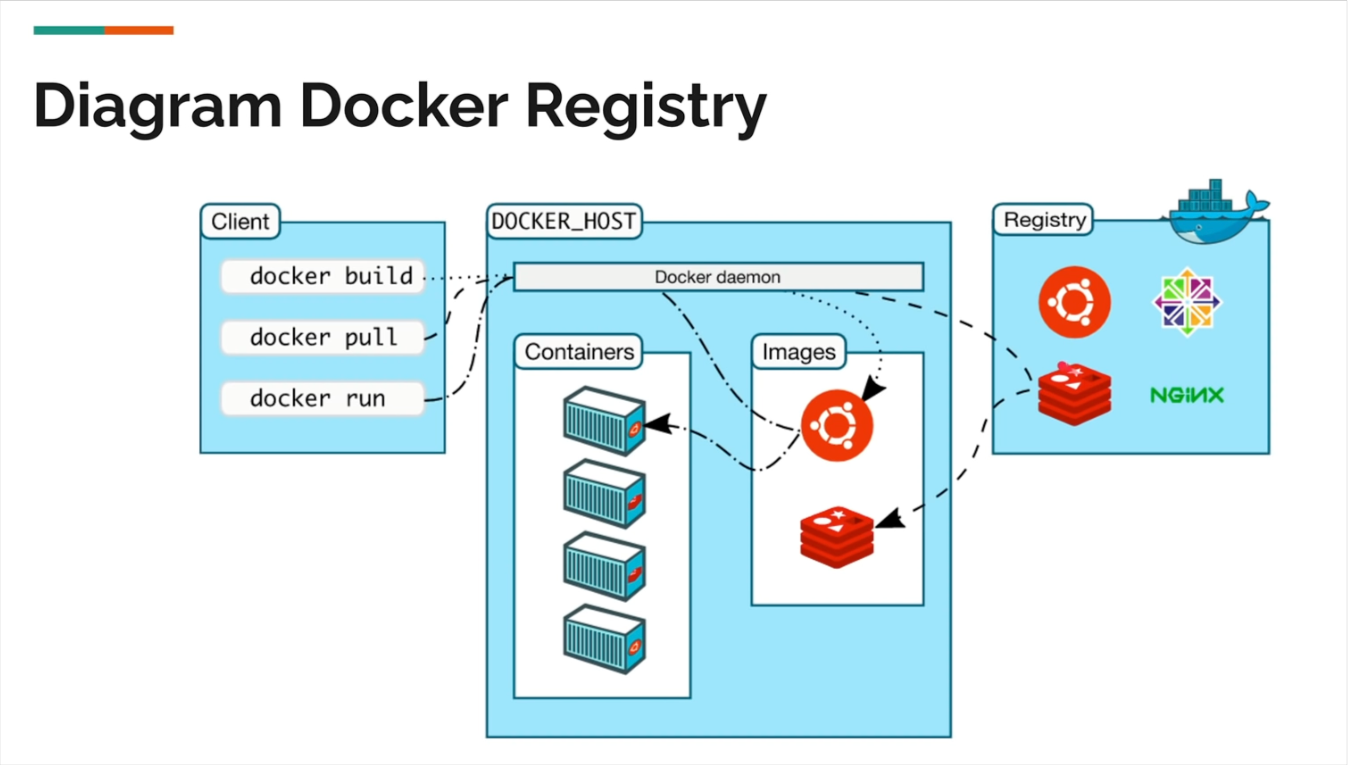 Diagram Docker Registry
Client
docker build
docker pull
docker run
DOCKER_HOST
Docker daemon
Containers
Images
Registry
NGINX